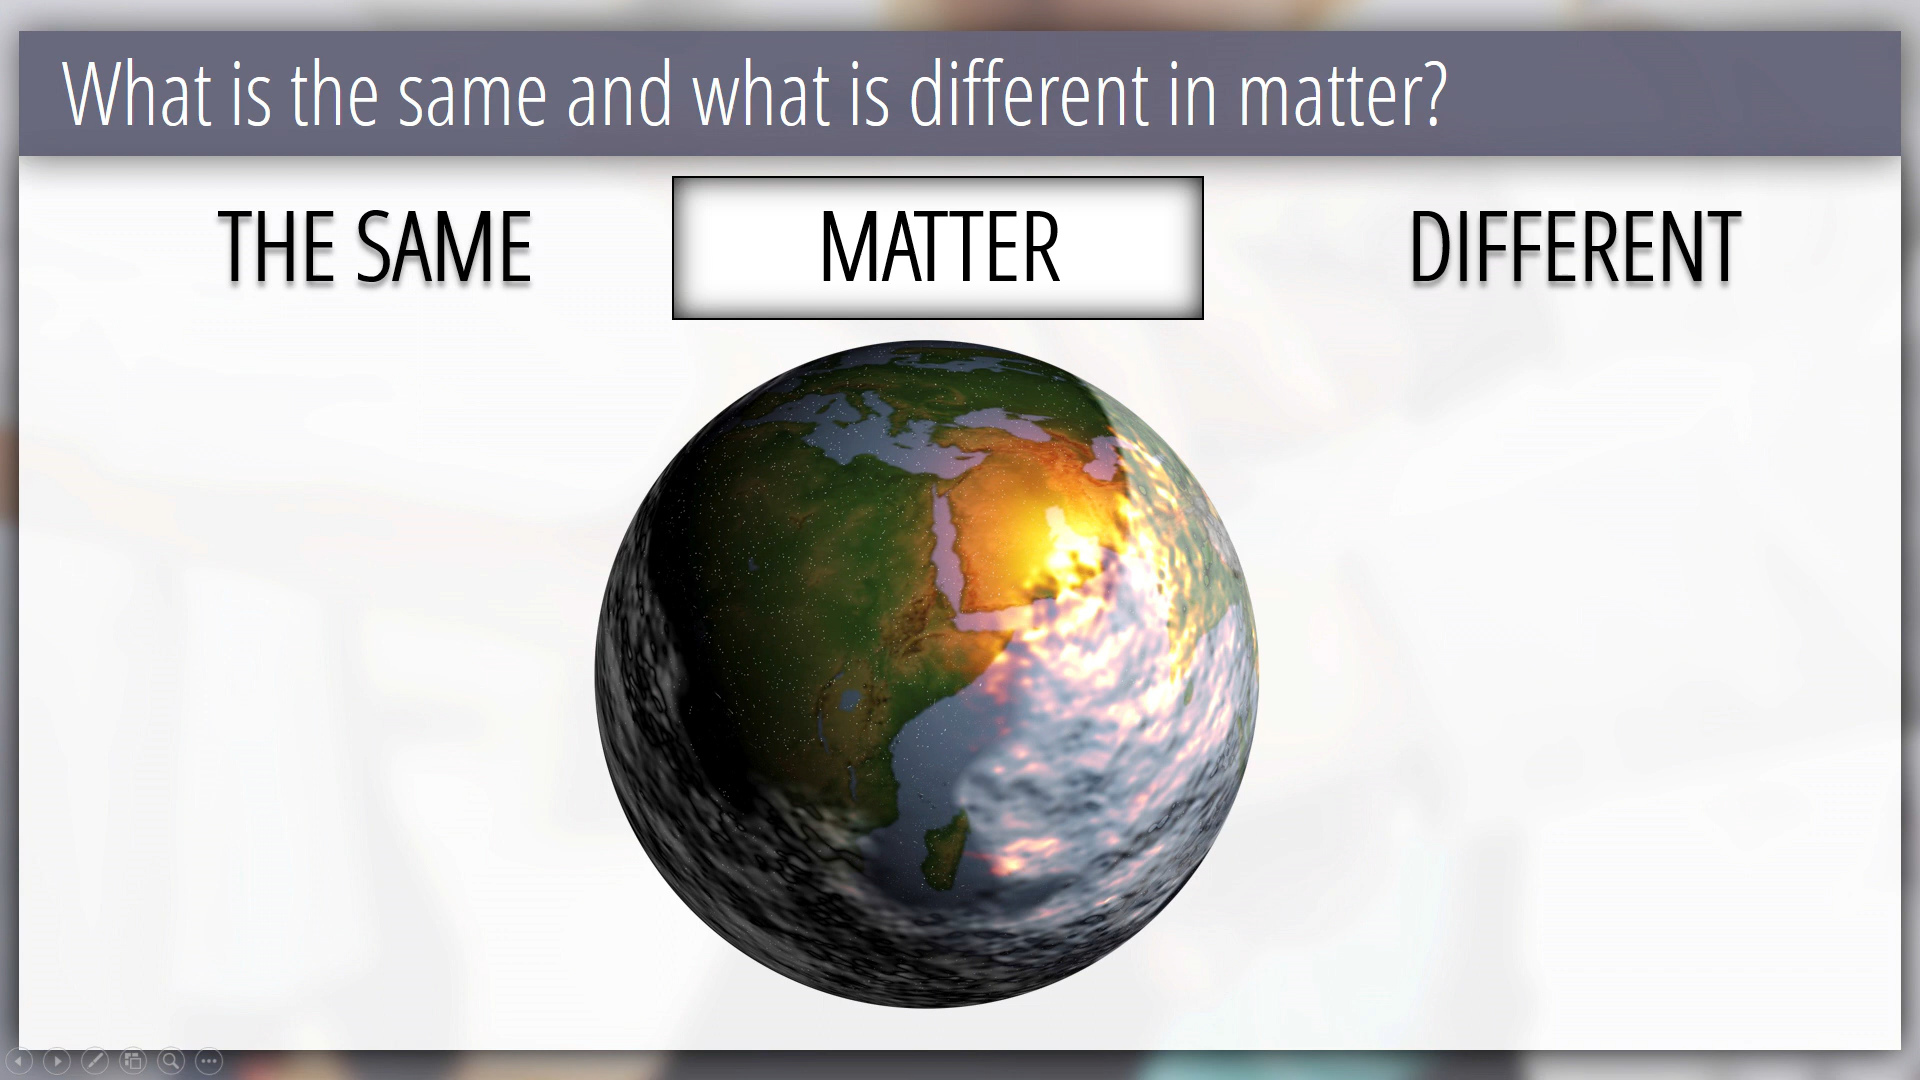 What is the same and what is different in matter?
THE SAME
MATTER
DIFFERENT